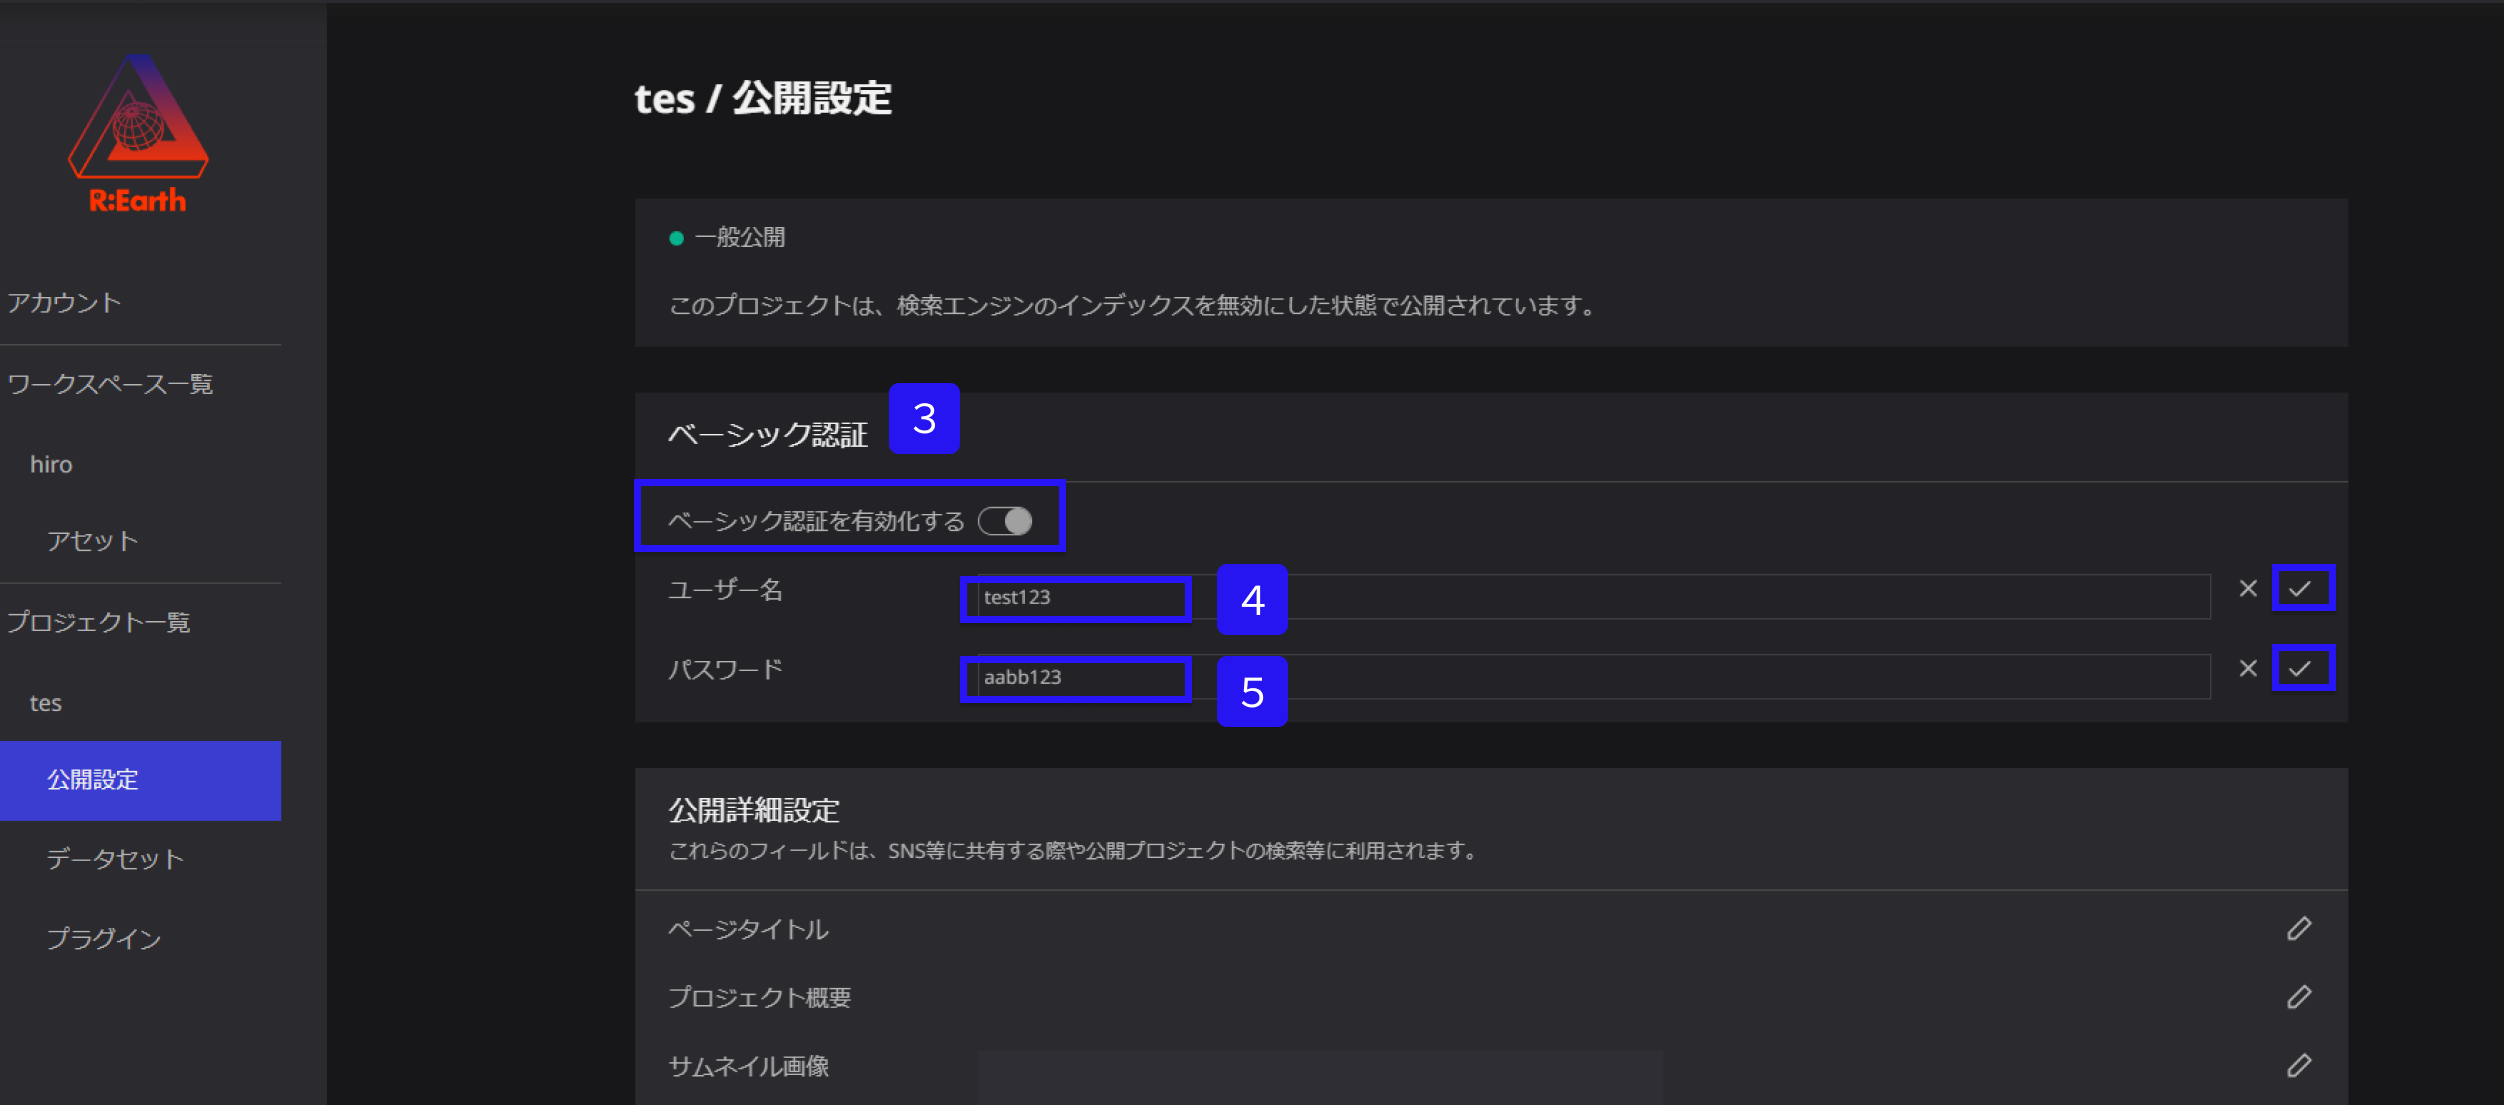 R:Earth
アカウント
ワークスペース一覧
hiro
アセット
プロジェクト一覧
tes
公開設定
データセット
プラグイン
tes / 公開設定
一般公開
このプロジェクトは、検索エンジンのインデックスを無効にした状態で公開されています。
ベーシック認証
3
ベーシック認証を有効化する
ユーザー名
test123
4
パスワード
aabb123
5
公開詳細設定
これらのフィールドは、SNS等に共有する際や公開プロジェクトの検索等に利用されます。
ページタイトル
プロジェクト概要
サムネイル画像